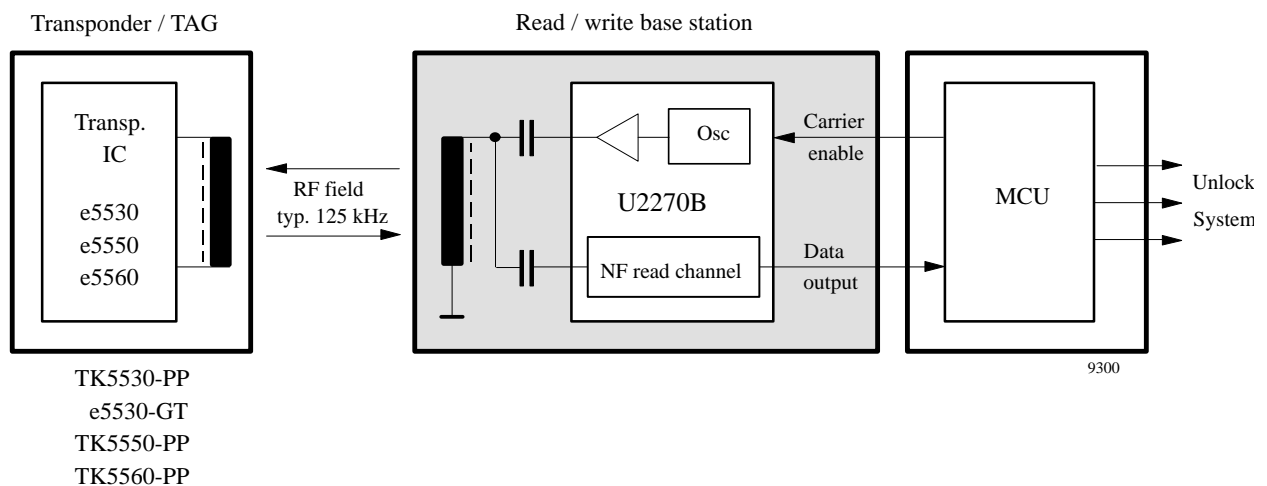 Transponder / TAG
Read / write base station
Transp.
IC
e5530
e5550
e5560
RF field
typ. 125 kHz
Osc
U2270B
NF read channel
Carrier
enable
Data
output
MCU
Unlock
System
9300
TK5530-PP
e5530-GT
TK5550-PP
TK5560-PP